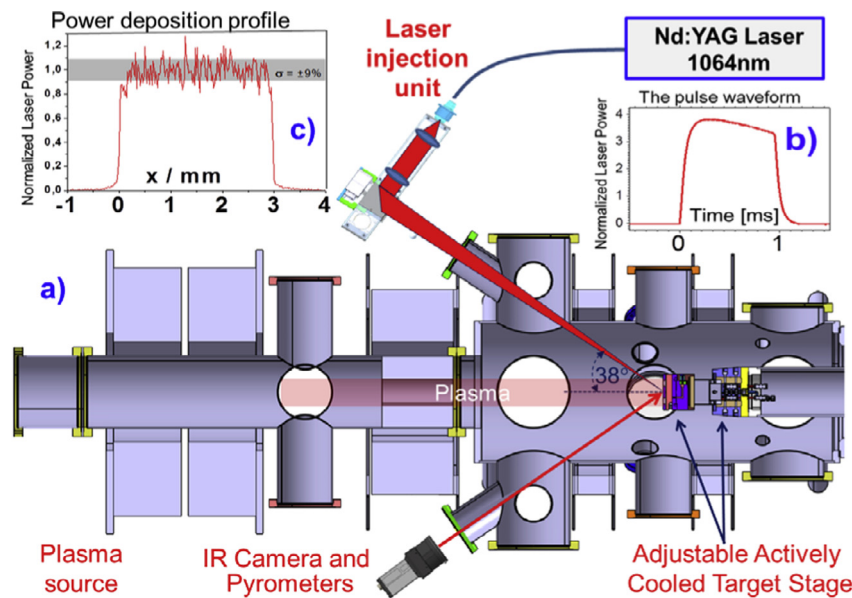 Power deposition profile
Normalized Laser Power
1,4
1,2
1,0
0,8
0,6
0,4
0,2
0,0
σ = ±9%
c)
x / mm
-1 0 1 2 3 4
Laser
injection
unit
Nd:YAG Laser
1064nm
The pulse waveform
Normalized Laser Power
4
3
2
1
0
b)
Time [ms]
0 1
a)
Plasma
38°
Plasma
source
IR Camera and
Pyrometers
Adjustable Actively
Cooled Target Stage